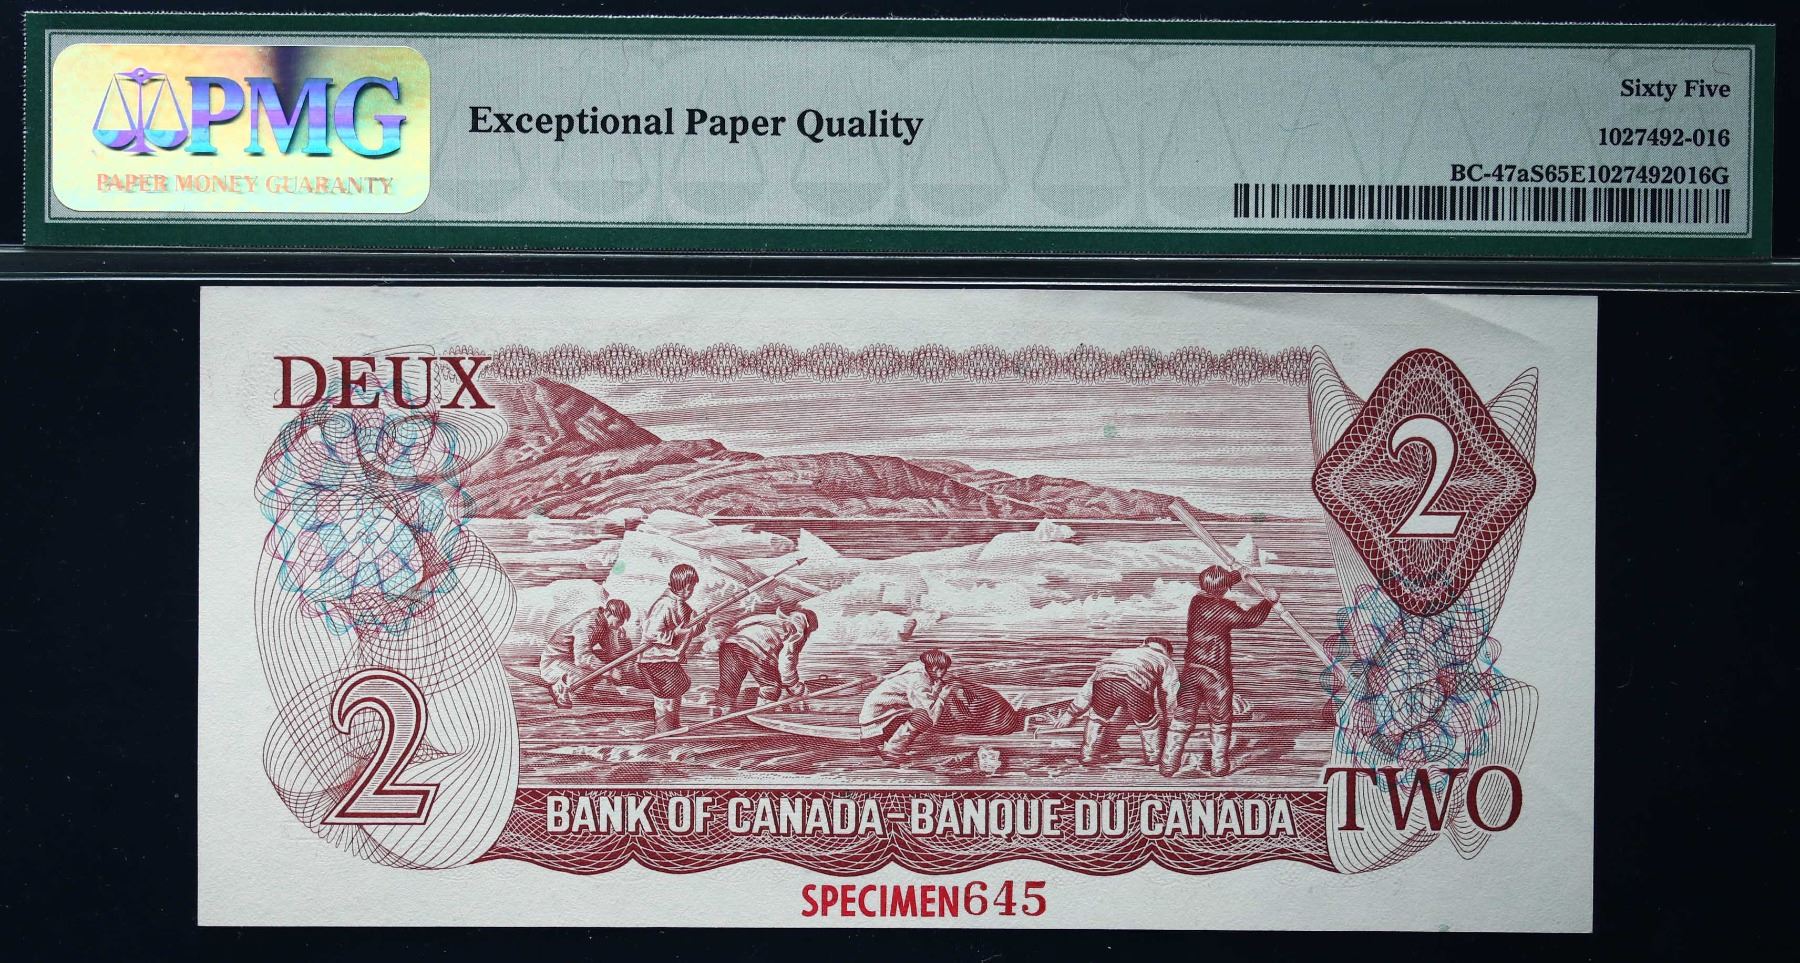 PMG
PAPER MONEY GUARANTY
Exceptional Paper Quality
Sixty Five
1027492-016
BC-47aS65E1027492016G
DEUX
2
2
BANK OF CANADA-BANQUE DU CANADA
TWO
SPECIMEN645